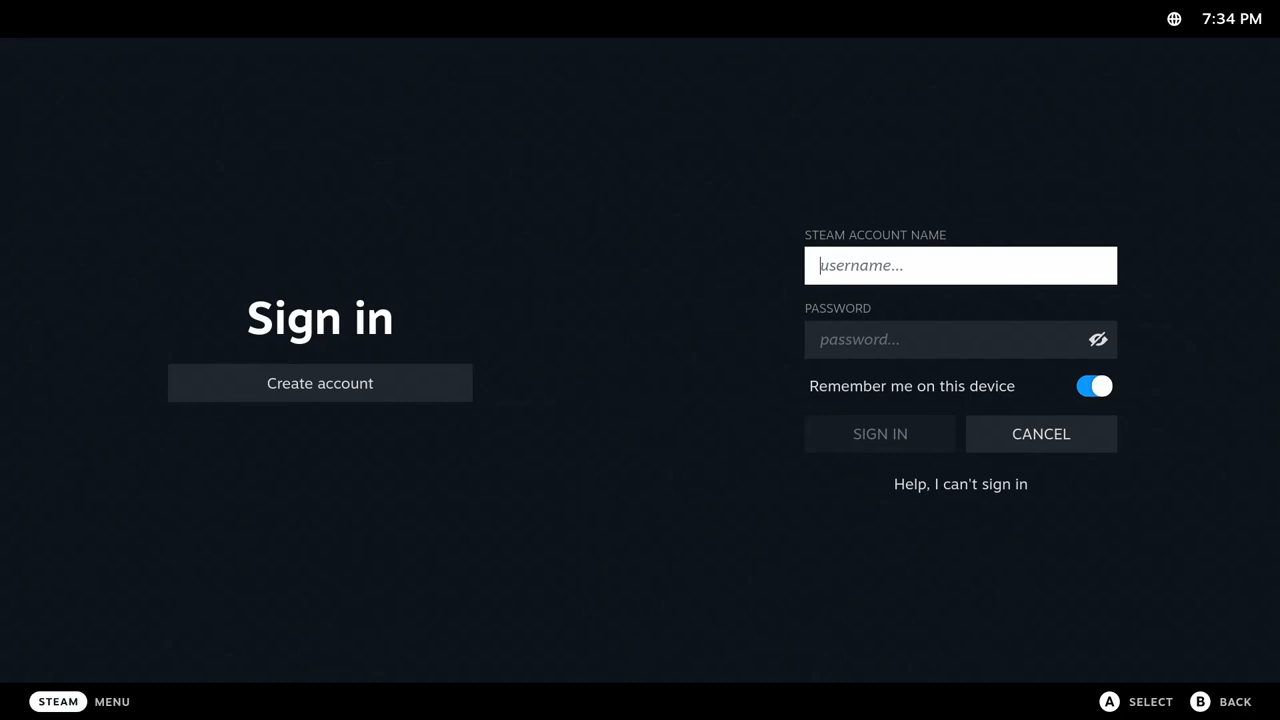 7:34 PM
Sign in
Create account
STEAM ACCOUNT NAME
username...
PASSWORD
password...
Remember me on this device
SIGN IN CANCEL
Help, I can't sign in
STEAM MENU A SELECT B BACK